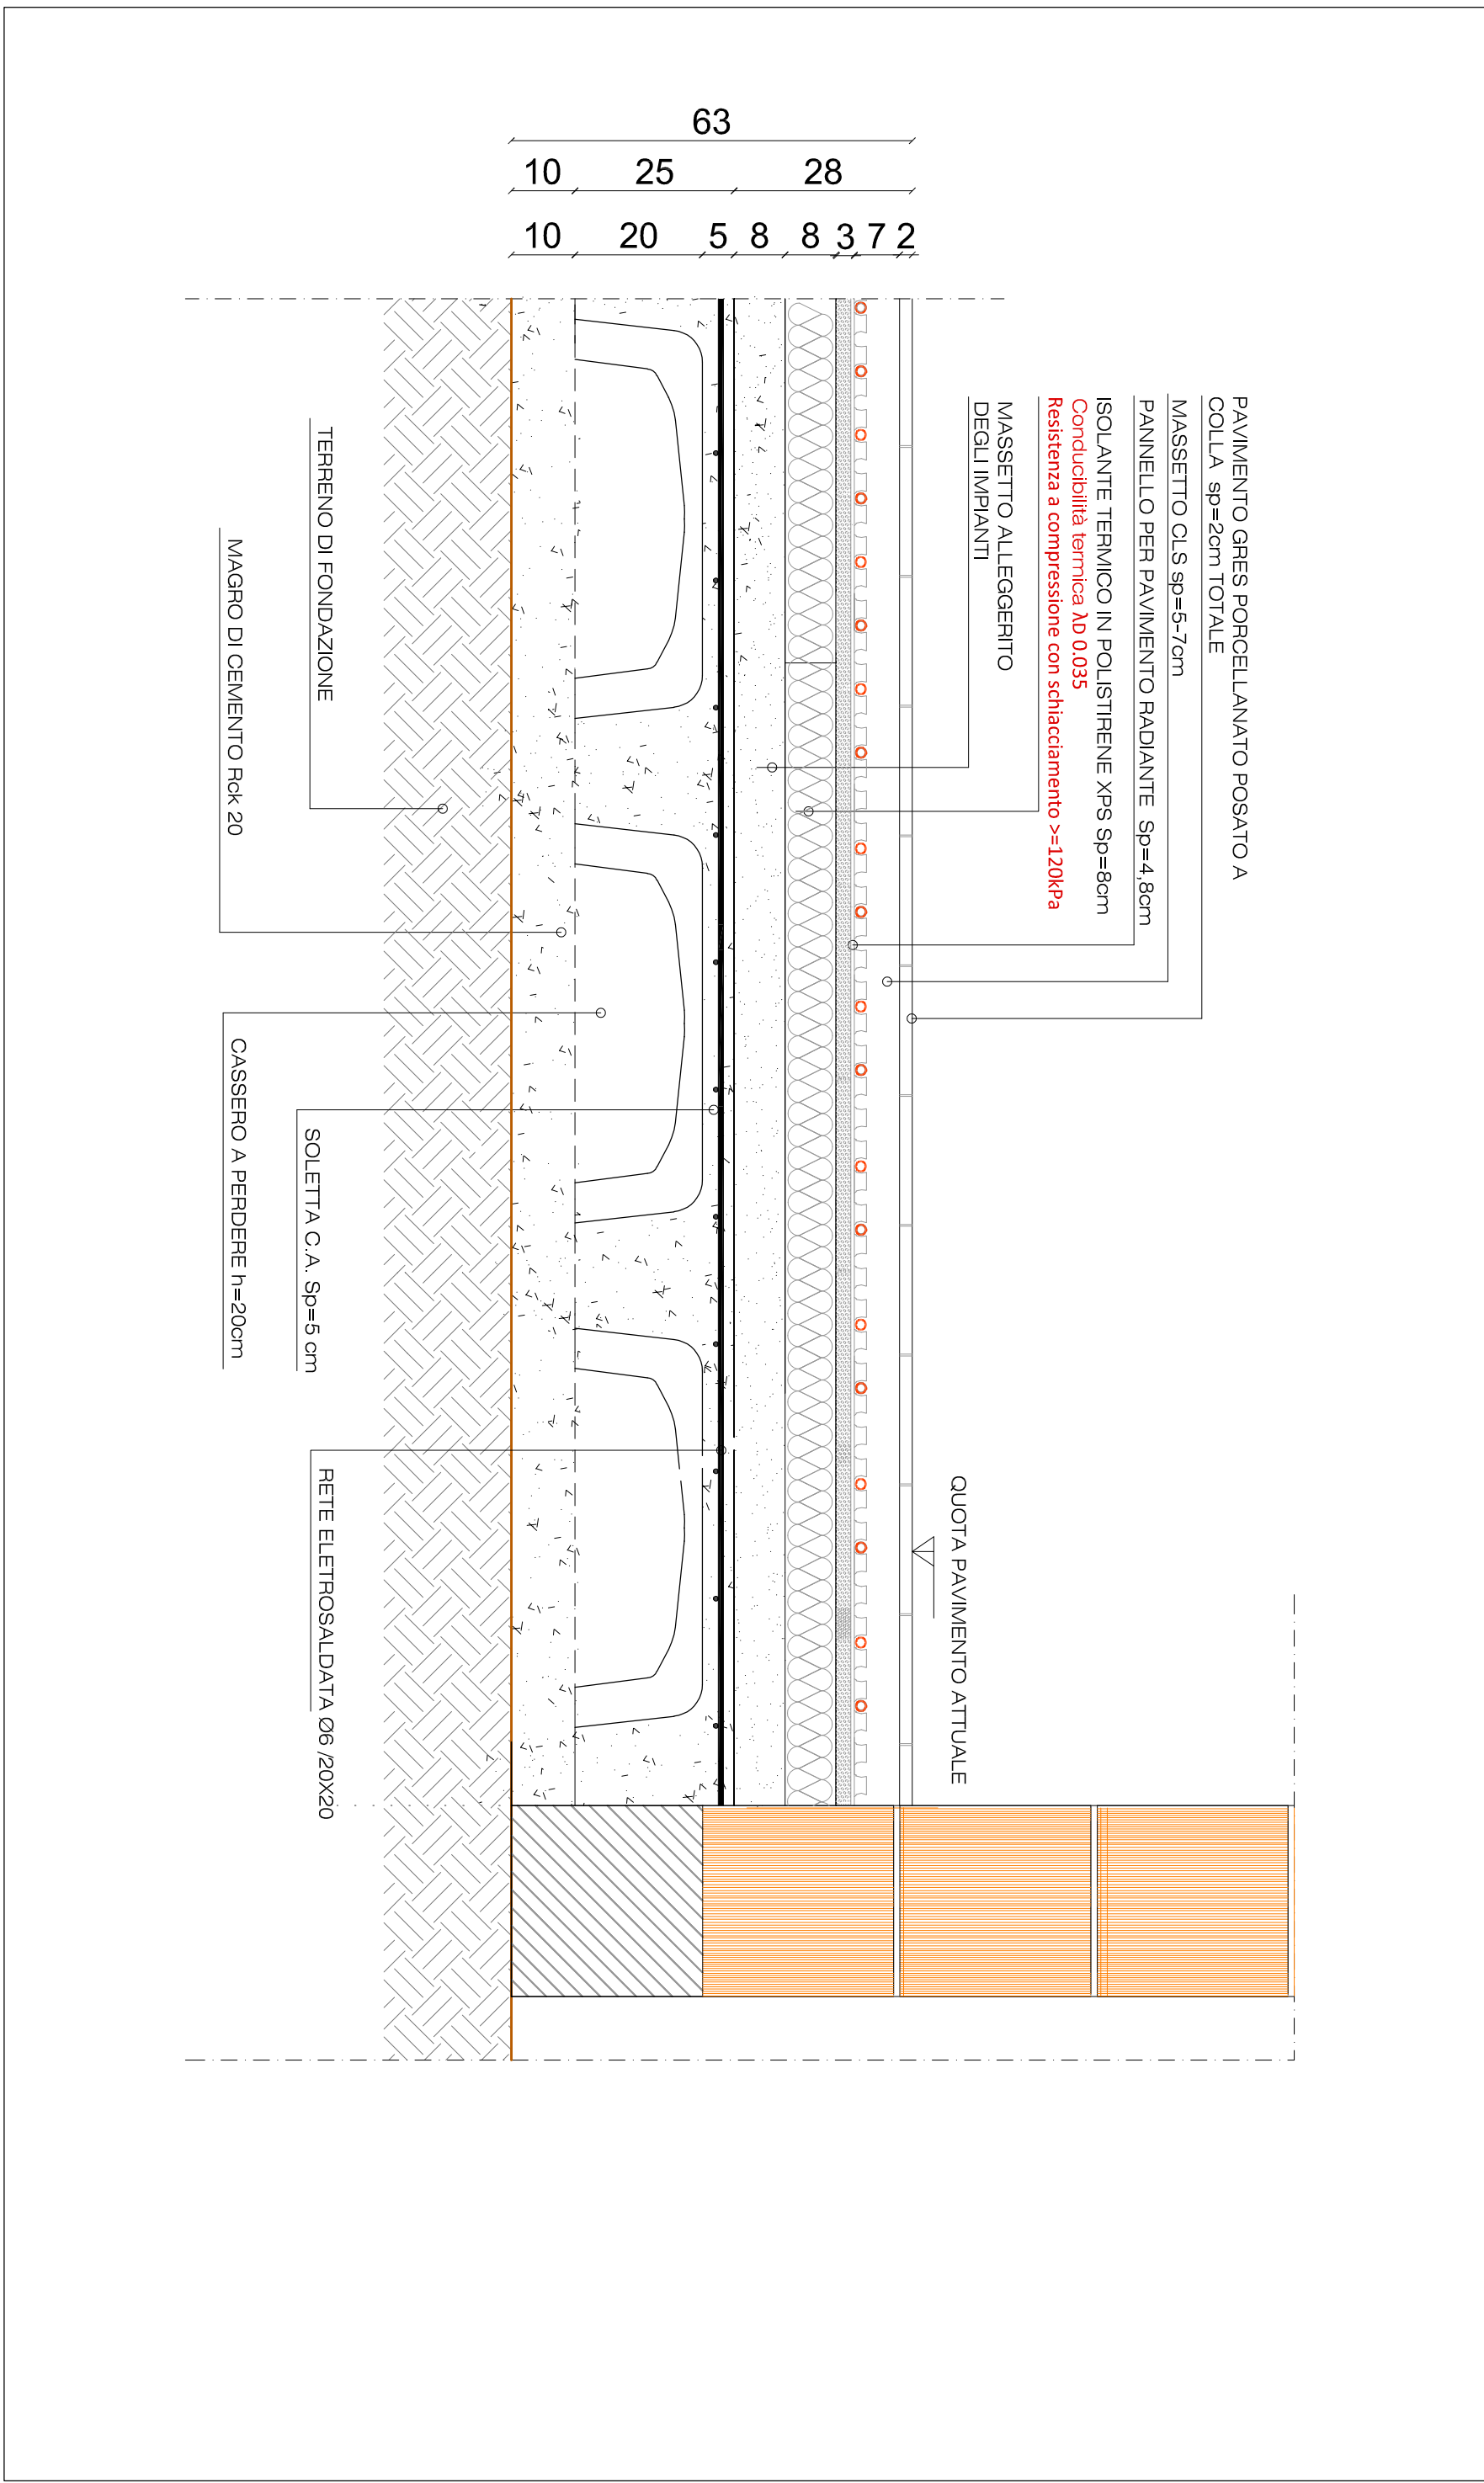 63
10 25 28
10 20 5 8 8 3 7 2
PAVIMENTO GRES PORCELLANATO POSATO A
COLLA sp=2cm TOTALE
MASSETTO CLS sp=5-7cm
PANNELLO PER PAVIMENTO RADIANTE Sp=4,8cm
ISOLANTE TERMICO IN POLISTIRENE XPS Sp=8cm
Conducibilità termica λD 0.035
Resistenza a compressione con schiacciamento >=120kPa
MASSETTO ALLEGGERITO
DEGLI IMPIANTI
QUOTA PAVIMENTO ATTUALE
TERRENO DI FONDAZIONE
MAGRO DI CEMENTO Rck 20
CASSERO A PERDERE h=20cm
SOLETTA C.A. Sp=5 cm
RETE ELETROSALDATA Ø6 /20X20